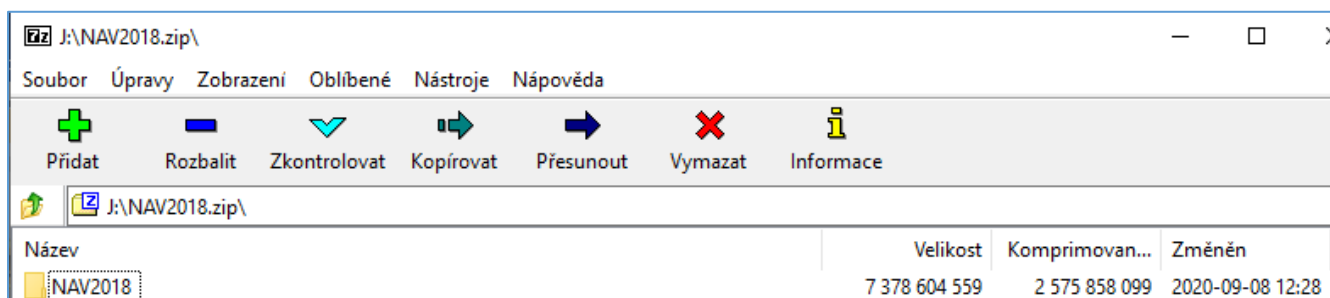 7z J:\NAV2018.zip\
Soubor Úpravy Zobrazení Oblíbené Nástroje Nápověda
Přidat Rozbalit Zkontrolovat Kopírovat Přesunout Vymazat Informace
J:\NAV2018.zip\
Název Velikost Komprimovan... Změněn
NAV2018 7 378 604 559 2 575 858 099 2020-09-08 12:28